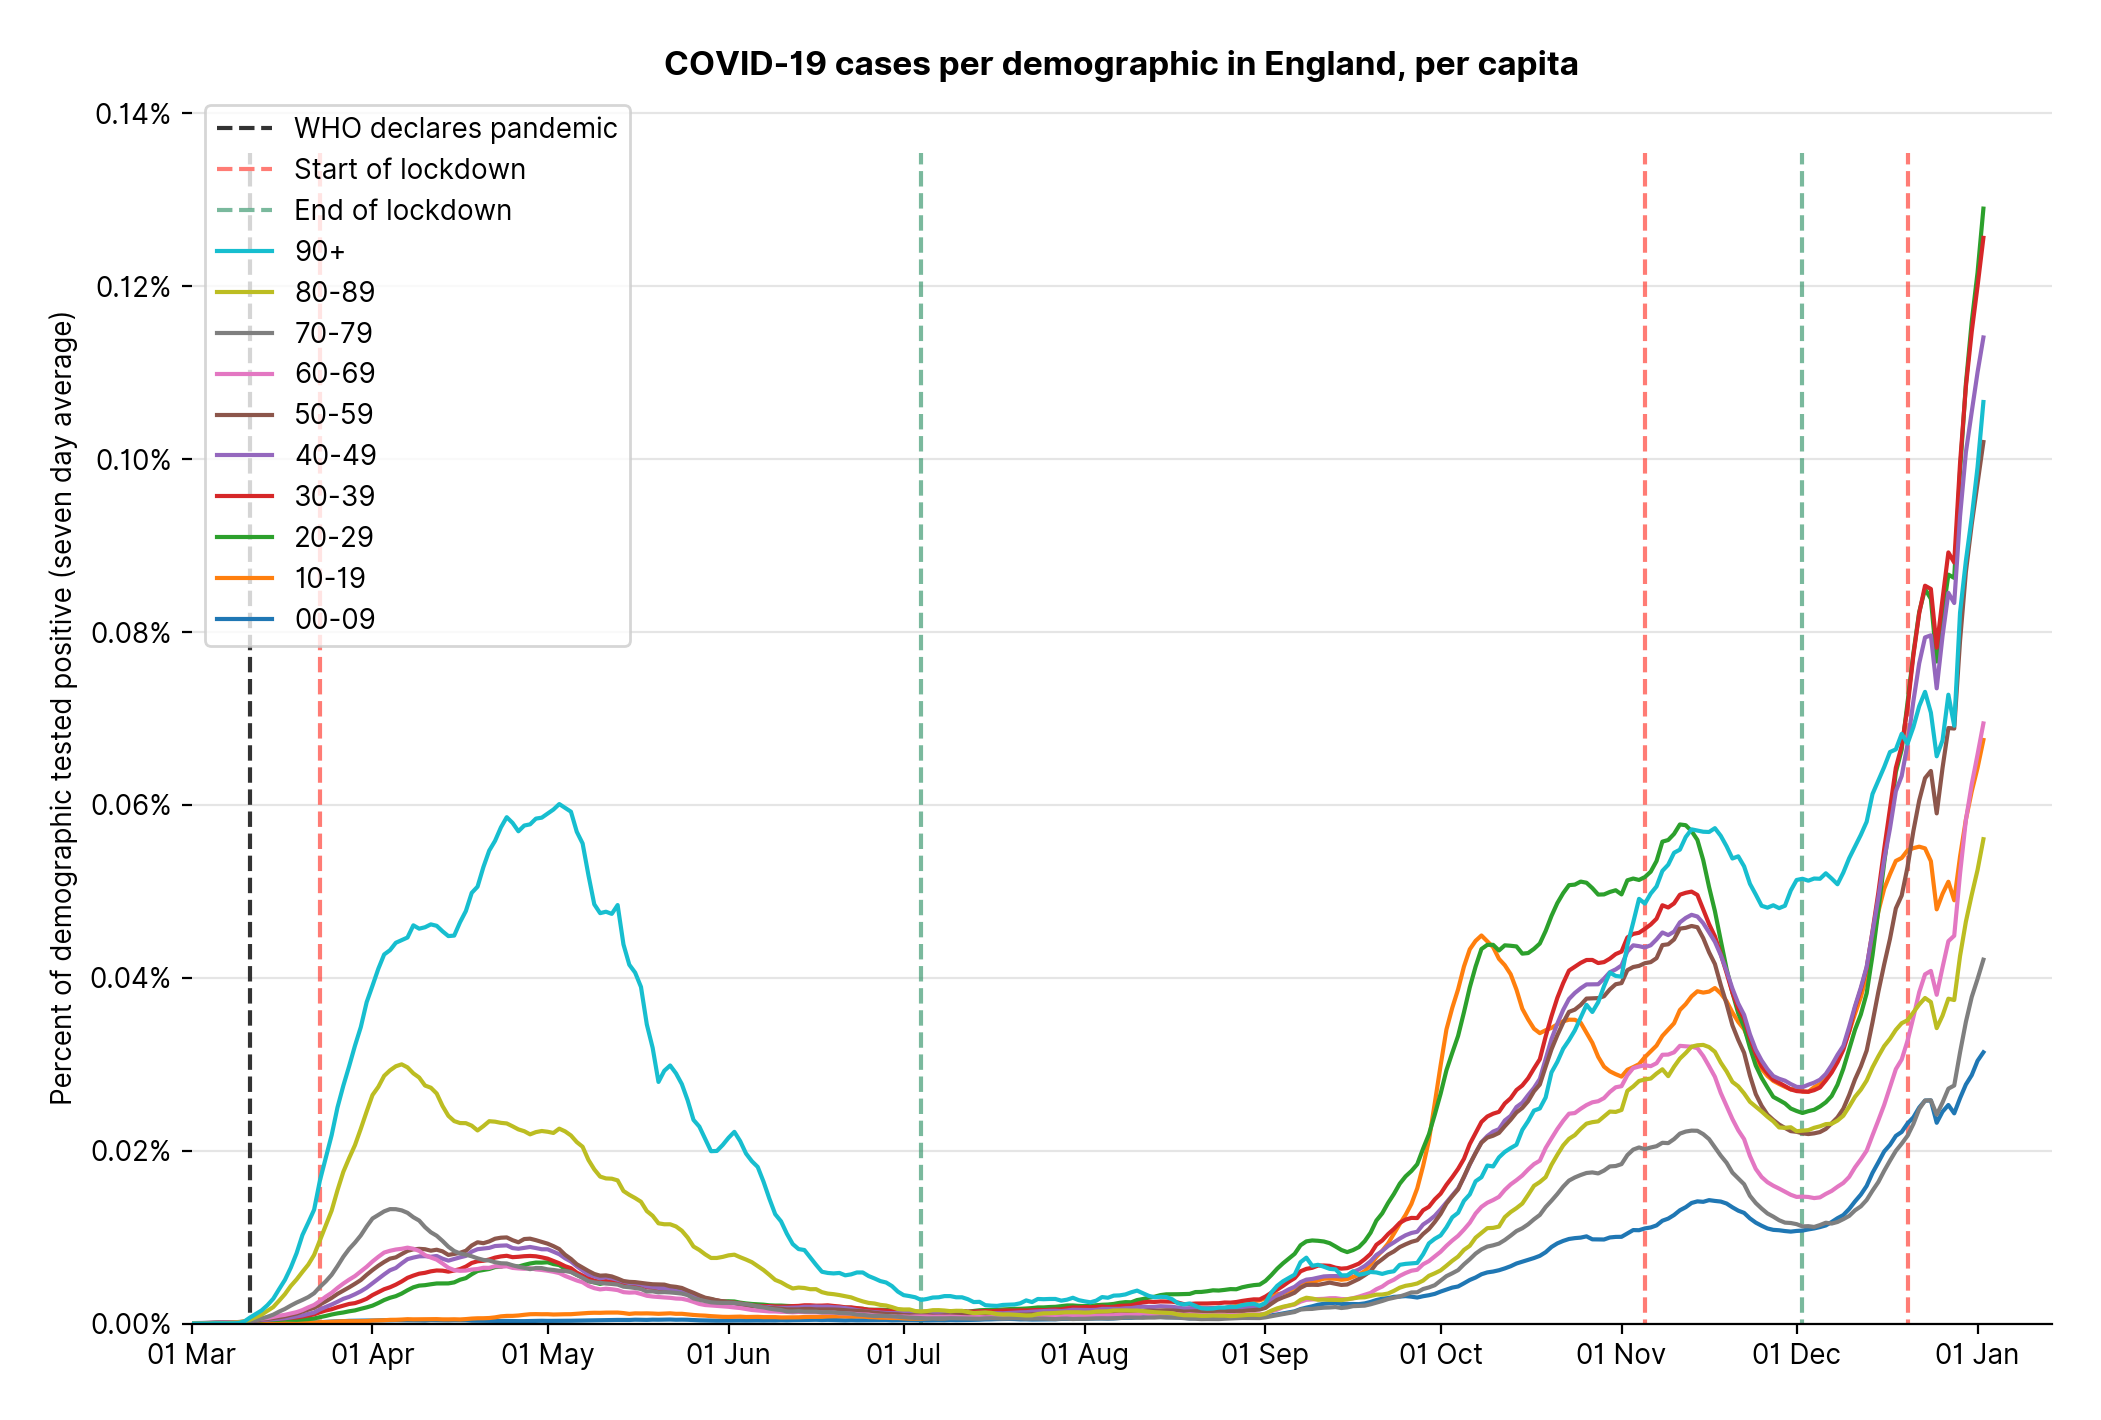 COVID-19 cases per demographic in England, per capita
Percent of demographic tested positive (seven day average)
0.14%
0.12%
0.10%
0.08%
0.06%
0.04%
0.02%
0.00%
WHO declares pandemic
Start of lockdown
End of lockdown
90+
80-89
70-79
60-69
50-59
40-49
30-39
20-29
10-19
00-09
01 Mar
01 Apr
01 May
01 Jun
01 Jul
01 Aug
01 Sep
01 Oct
01 Nov
01 Dec
01 Jan